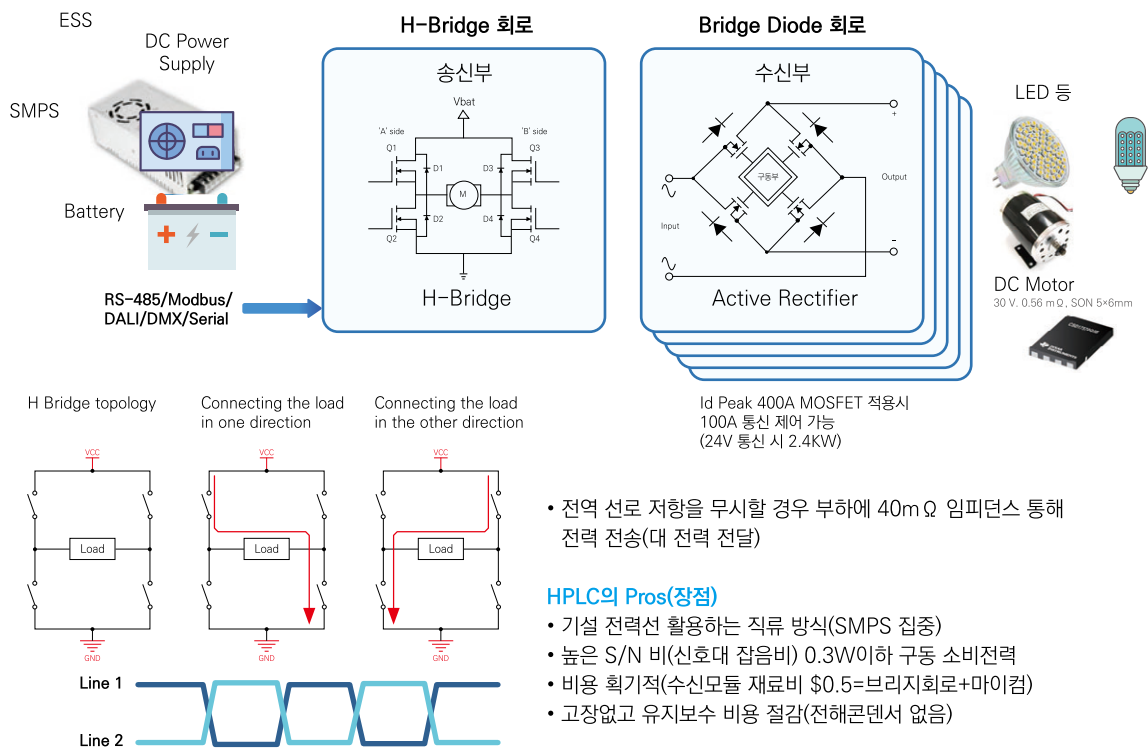 ESS
DC Power
Supply
SMPS
Battery
RS-485/Modbus/
DALI/DMX/Serial
H-Bridge 회로
송신부
Vbat
'A' side
'B' side
Q1
Q3
D1
D3
M
D2
D4
Q2
Q4
H-Bridge
Bridge Diode 회로
수신부
+
구동부
Output
Input
−
Active Rectifier
LED 등
DC Motor
30 V. 0.56 mΩ, SON 5×6mm
Id Peak 400A MOSFET 적용시
100A 통신 제어 가능
(24V 통신 시 2.4KW)
H Bridge topology
Connecting the load
in one direction
Connecting the load
in the other direction
VCC
VCC
VCC
Load
Load
Load
GND
GND
GND
Line 1
Line 2
• 전역 선로 저항을 무시할 경우 부하에 40mΩ 임피던스 통해
전력 전송(대 전력 전달)
HPLC의 Pros(장점)
• 기설 전력선 활용하는 직류 방식(SMPS 집중)
• 높은 S/N 비(신호대 잡음비) 0.3W이하 구동 소비전력
• 비용 획기적(수신모듈 재료비 $0.5=브리지회로+마이컴)
• 고장없고 유지보수 비용 절감(전해콘덴서 없음)